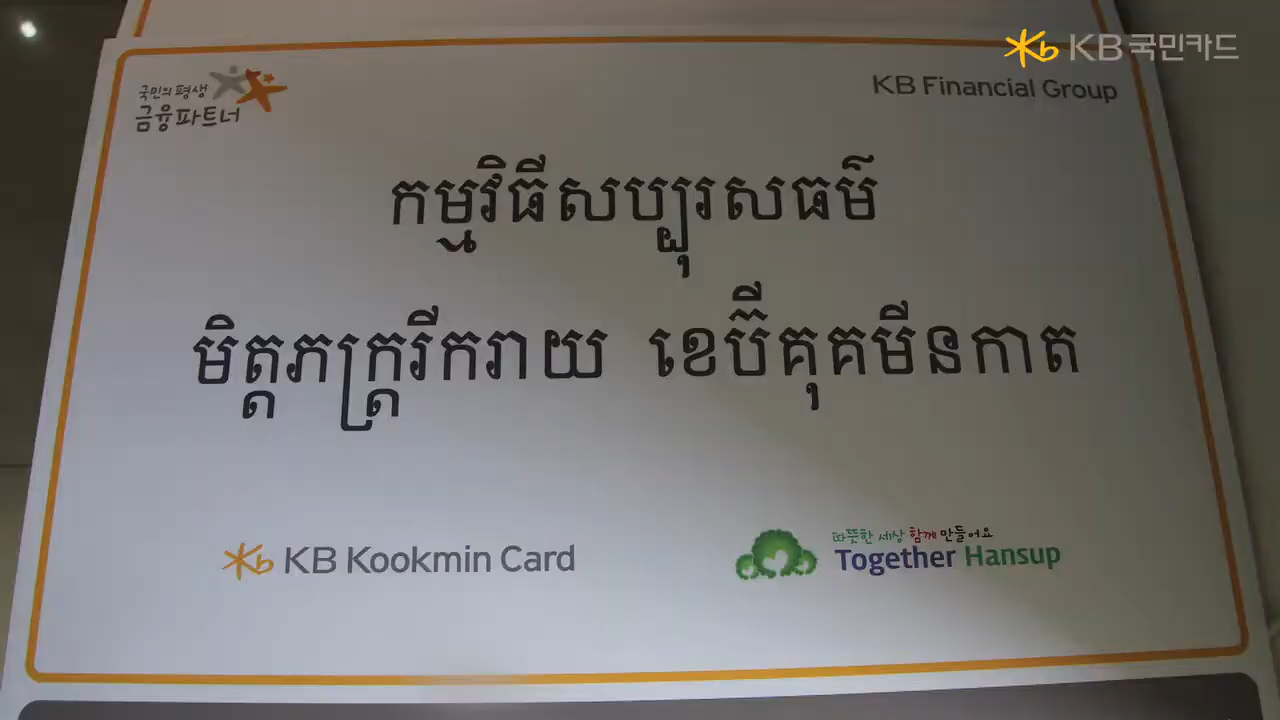 KB국민카드
국민의 평생
금융파트너
KB Financial Group
កម្មវិធីសប្បុរសធម៌
មិត្តភក្ត្ររីករាយ ខេប៊ីគុគមីនកាត
KB Kookmin Card
따뜻한 세상 함께 만들어요
Together Hansup